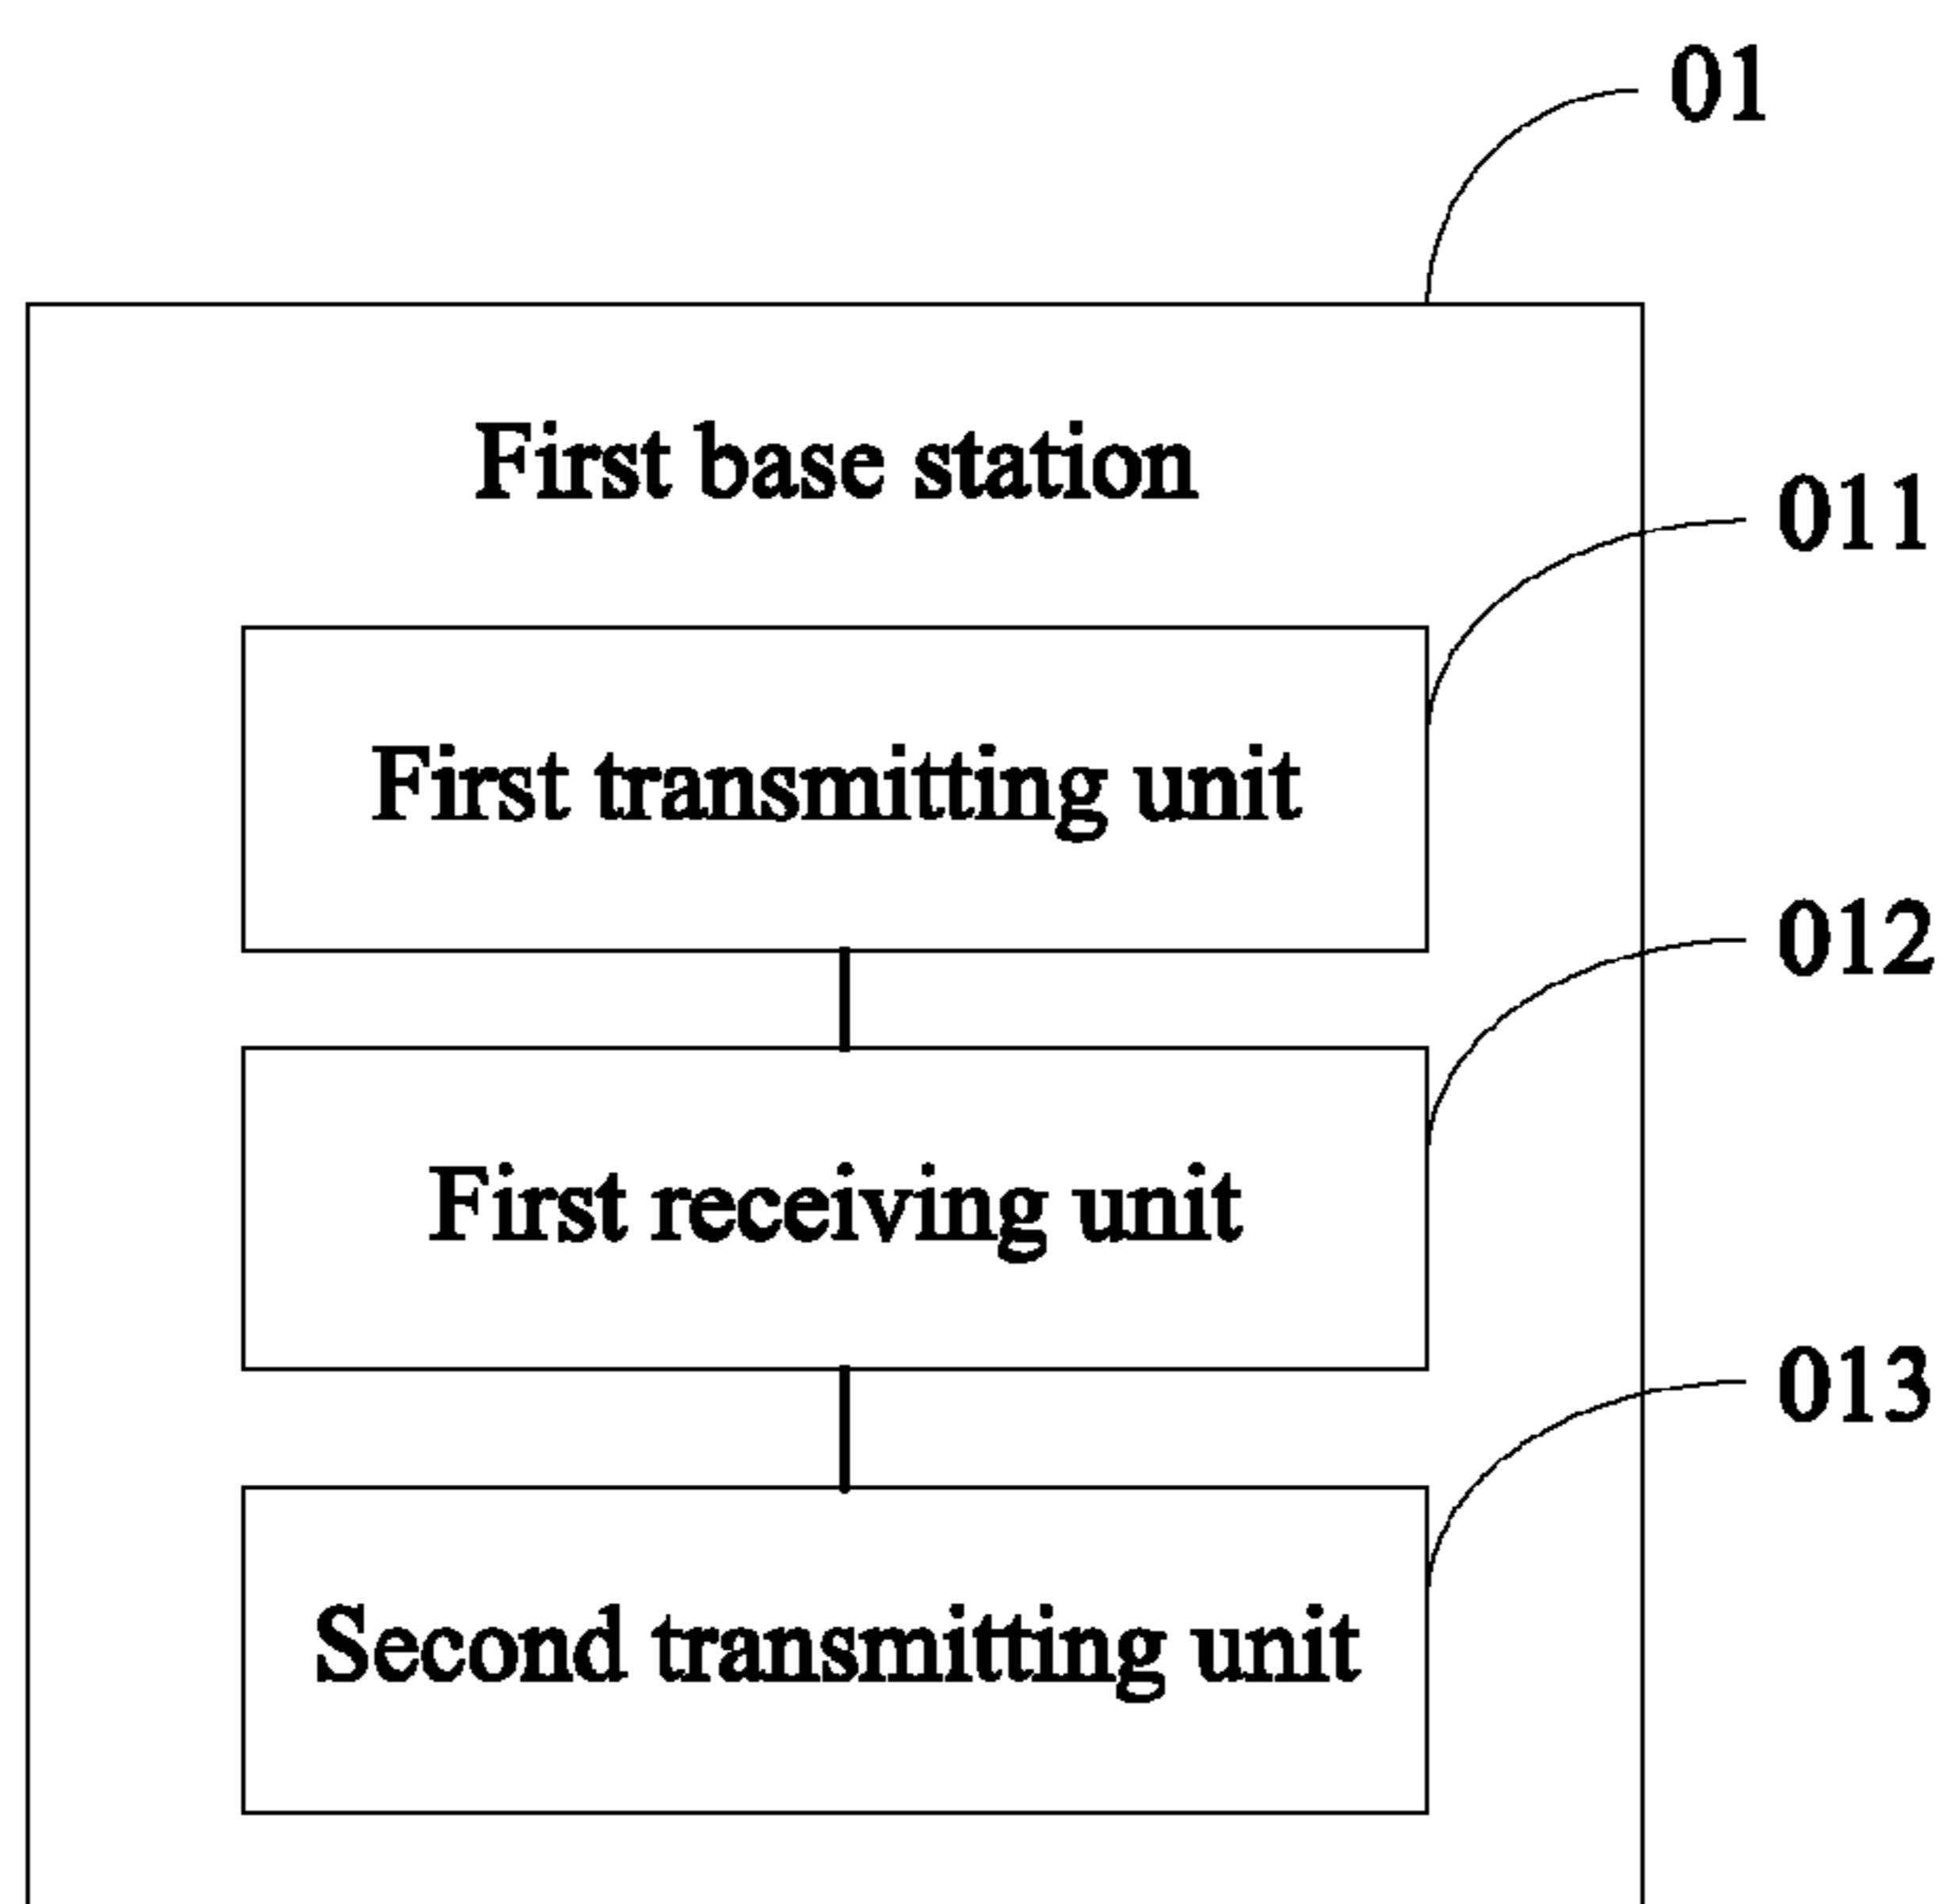 01
First base station
011
First transmitting unit
012
First receiving unit
013
Second transmitting unit